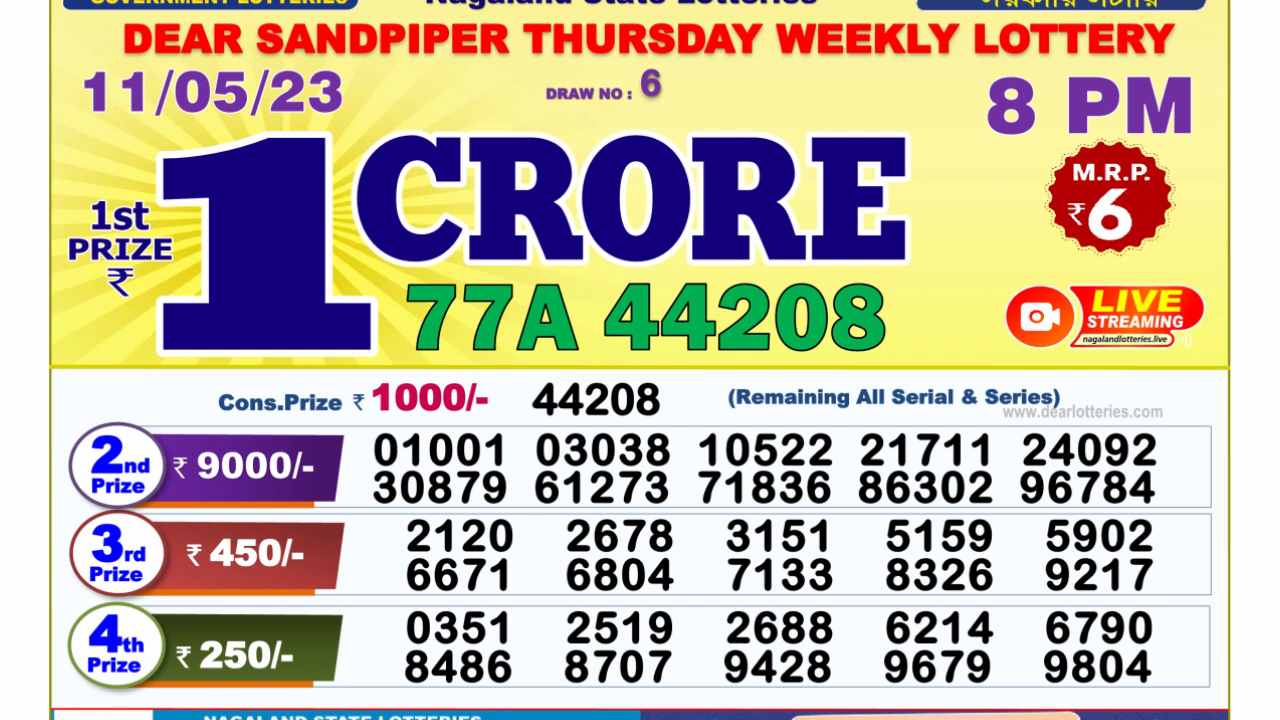 GOVERNMENT LOTTERIES Nagaland State Lotteries
DEAR SANDPIPER THURSDAY WEEKLY LOTTERY
11/05/23 DRAW NO : 6 8 PM
1st PRIZE ₹ 1 CRORE
M.R.P. ₹6
77A 44208
LIVE STREAMING
nagalandlotteries.live
Cons.Prize ₹ 1000/- 44208 (Remaining All Serial & Series)
www.dearlotteries.com
2nd Prize ₹ 9000/-
01001 03038 10522 21711 24092
30879 61273 71836 86302 96784
3rd Prize ₹ 450/-
2120 2678 3151 5159 5902
6671 6804 7133 8326 9217
4th Prize ₹ 250/-
0351 2519 2688 6214 6790
8486 8707 9428 9679 9804
NAGALAND STATE LOTTERIES